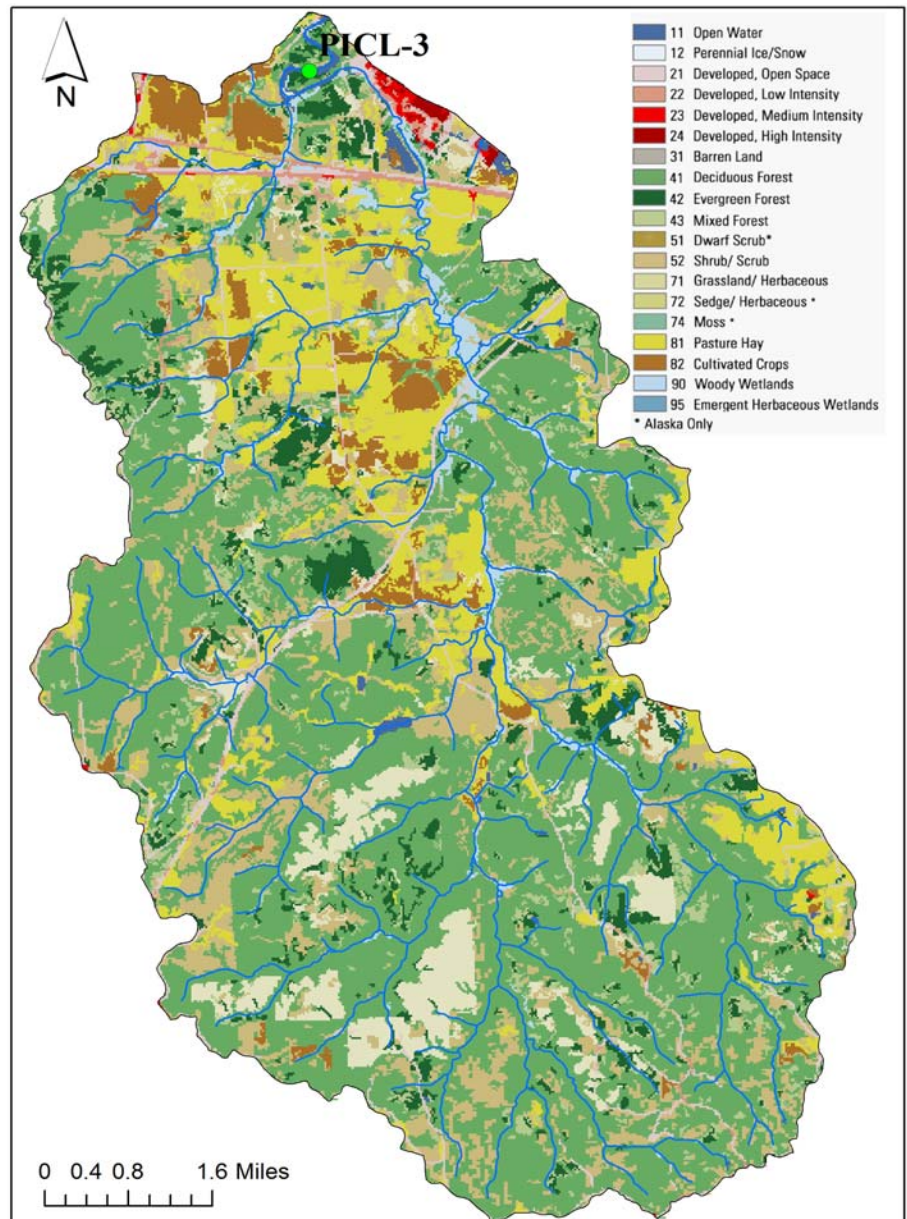 PICL-3
N
11 Open Water
12 Perennial Ice/Snow
21 Developed, Open Space
22 Developed, Low Intensity
23 Developed, Medium Intensity
24 Developed, High Intensity
31 Barren Land
41 Deciduous Forest
42 Evergreen Forest
43 Mixed Forest
51 Dwarf Scrub*
52 Shrub/ Scrub
71 Grassland/ Herbaceous
72 Sedge/ Herbaceous *
74 Moss *
81 Pasture Hay
82 Cultivated Crops
90 Woody Wetlands
95 Emergent Herbaceous Wetlands
* Alaska Only
0 0.4 0.8 1.6 Miles